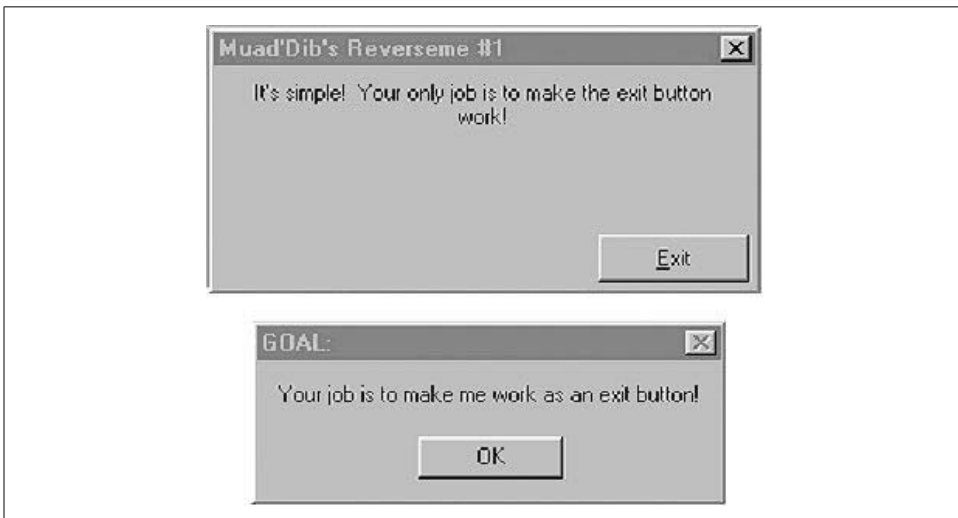 Muad'Dib's Reverseme #1
It's simple! Your only job is to make the exit button
work!
Exit
GOAL:
Your job is to make me work as an exit button!
OK